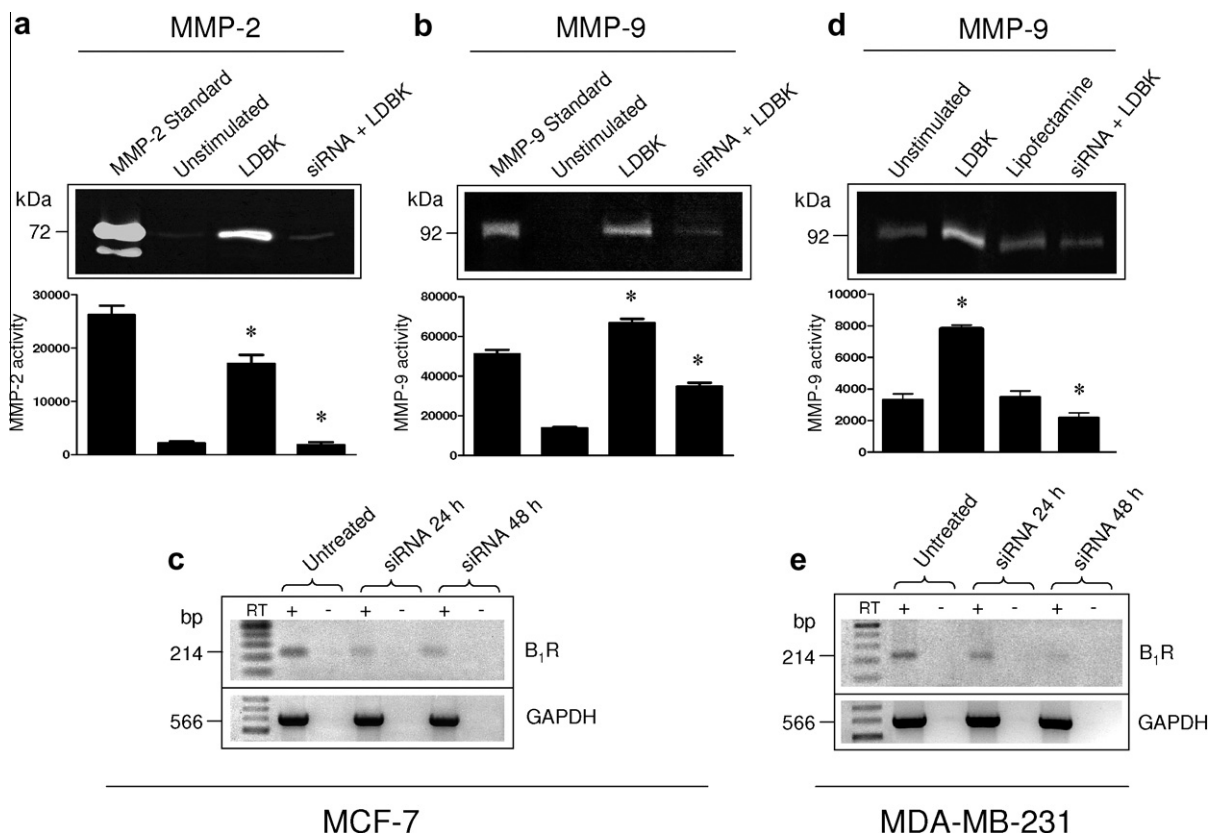 a
MMP-2
MMP-2 Standard
Unstimulated
LDBK
siRNA + LDBK
kDa
72
30000
20000
10000
0
MMP-2 activity
*
*
b
MMP-9
MMP-9 Standard
Unstimulated
LDBK
siRNA + LDBK
kDa
92
80000
60000
40000
20000
0
MMP-9 activity
*
*
d
MMP-9
Unstimulated
LDBK
Lipofectamine
siRNA + LDBK
kDa
92
10000
8000
6000
4000
2000
0
MMP-9 activity
*
*
c
Untreated
siRNA 24 h
siRNA 48 h
bp
RT + - + - + -
214
B₁R
566
GAPDH
e
Untreated
siRNA 24 h
siRNA 48 h
bp
RT + - + - + -
214
B₁R
566
GAPDH
MCF-7
MDA-MB-231